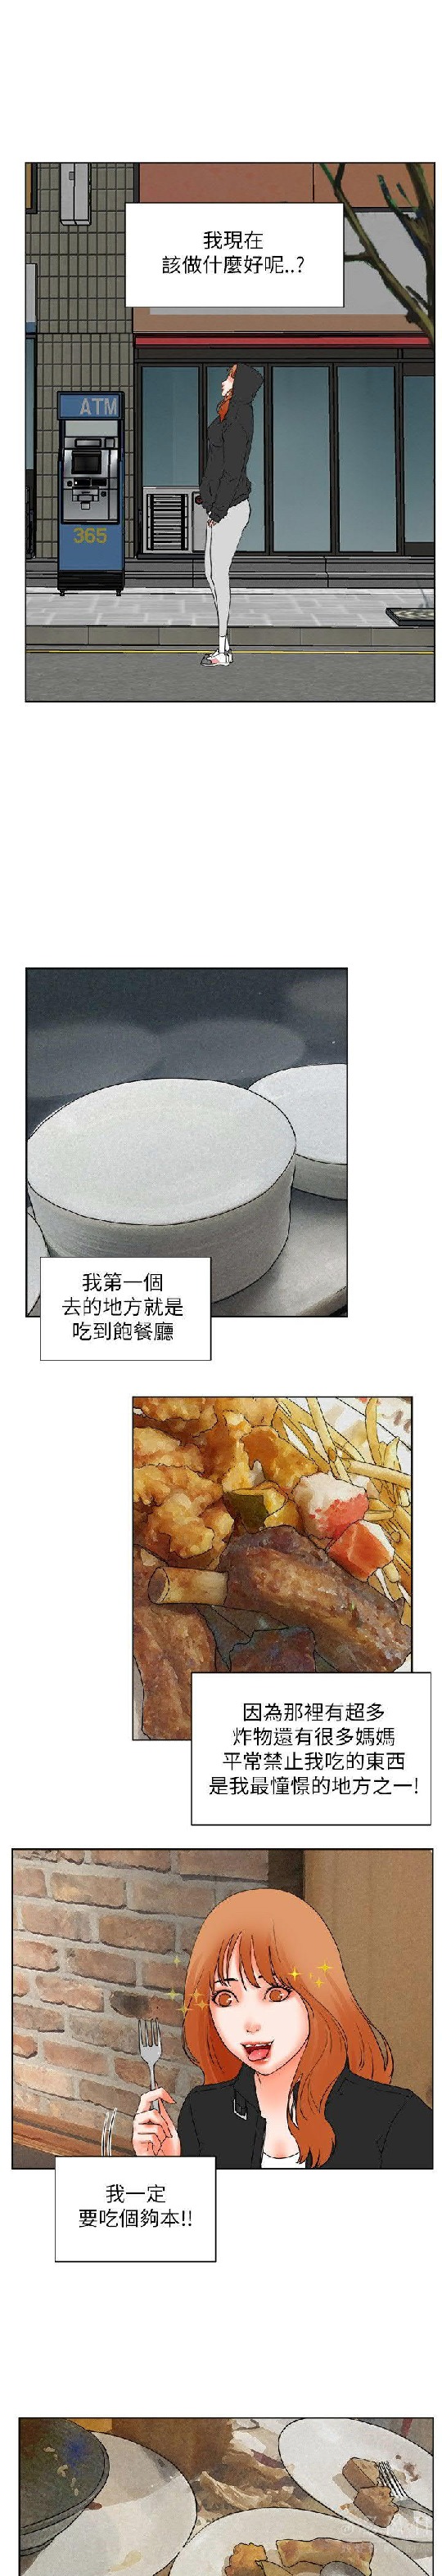 我現在
該做什麼好呢..?
ATM
365
我第一個
去的地方就是
吃到飽餐廳
因為那裡有超多
炸物還有很多媽媽
平常禁止我吃的東西
是我最憧憬的地方之一!
我一定
要吃個夠本!!